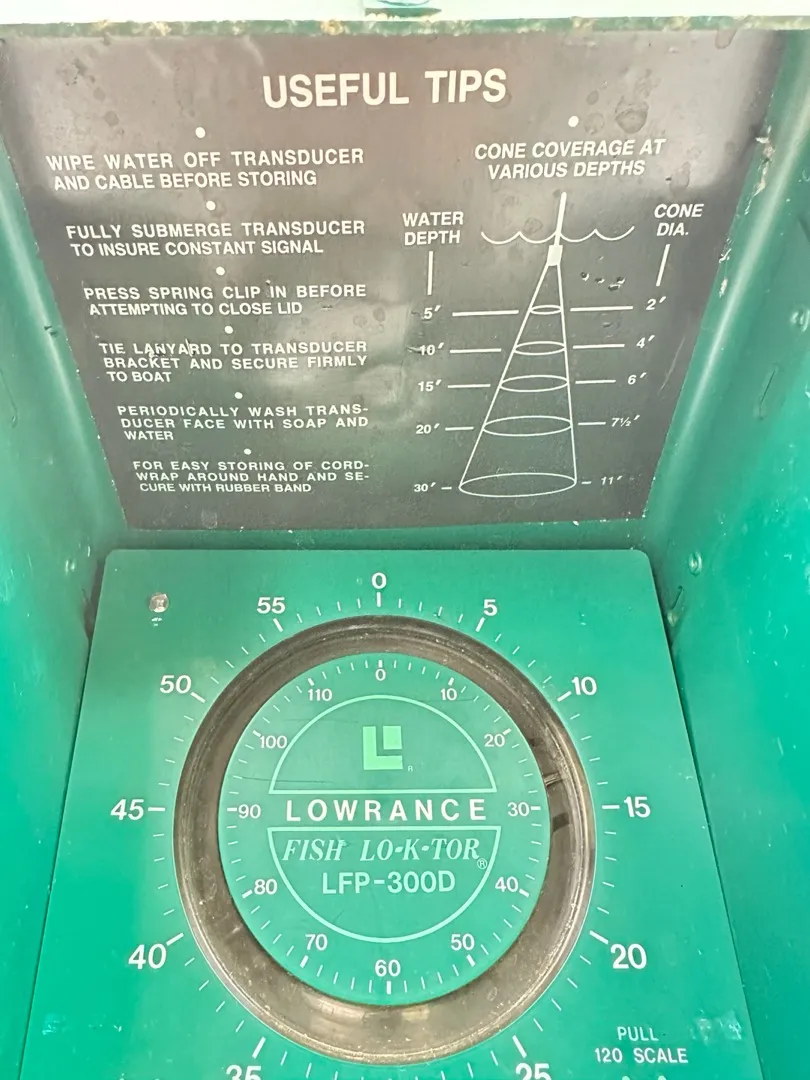 USEFUL TIPS
WIPE WATER OFF TRANSDUCER
AND CABLE BEFORE STORING
FULLY SUBMERGE TRANSDUCER
TO INSURE CONSTANT SIGNAL
PRESS SPRING CLIP IN BEFORE
ATTEMPTING TO CLOSE LID
TIE LANYARD TO TRANSDUCER
BRACKET AND SECURE FIRMLY
TO BOAT
PERIODICALLY WASH TRANS-
DUCER FACE WITH SOAP AND
WATER
FOR EASY STORING OF CORD-
WRAP AROUND HAND AND SE-
CURE WITH RUBBER BAND
CONE COVERAGE AT
VARIOUS DEPTHS
WATER
DEPTH
CONE
DIA.
5' 2'
10' 4'
15' 6'
20' 7½'
30' 11'
0
5
10
15
20
25
35
40
45
50
55
0
10
20
30
40
50
60
70
80
90
100
110
L
R
LOWRANCE
FISH LO-K-TOR®
LFP-300D
PULL
120 SCALE